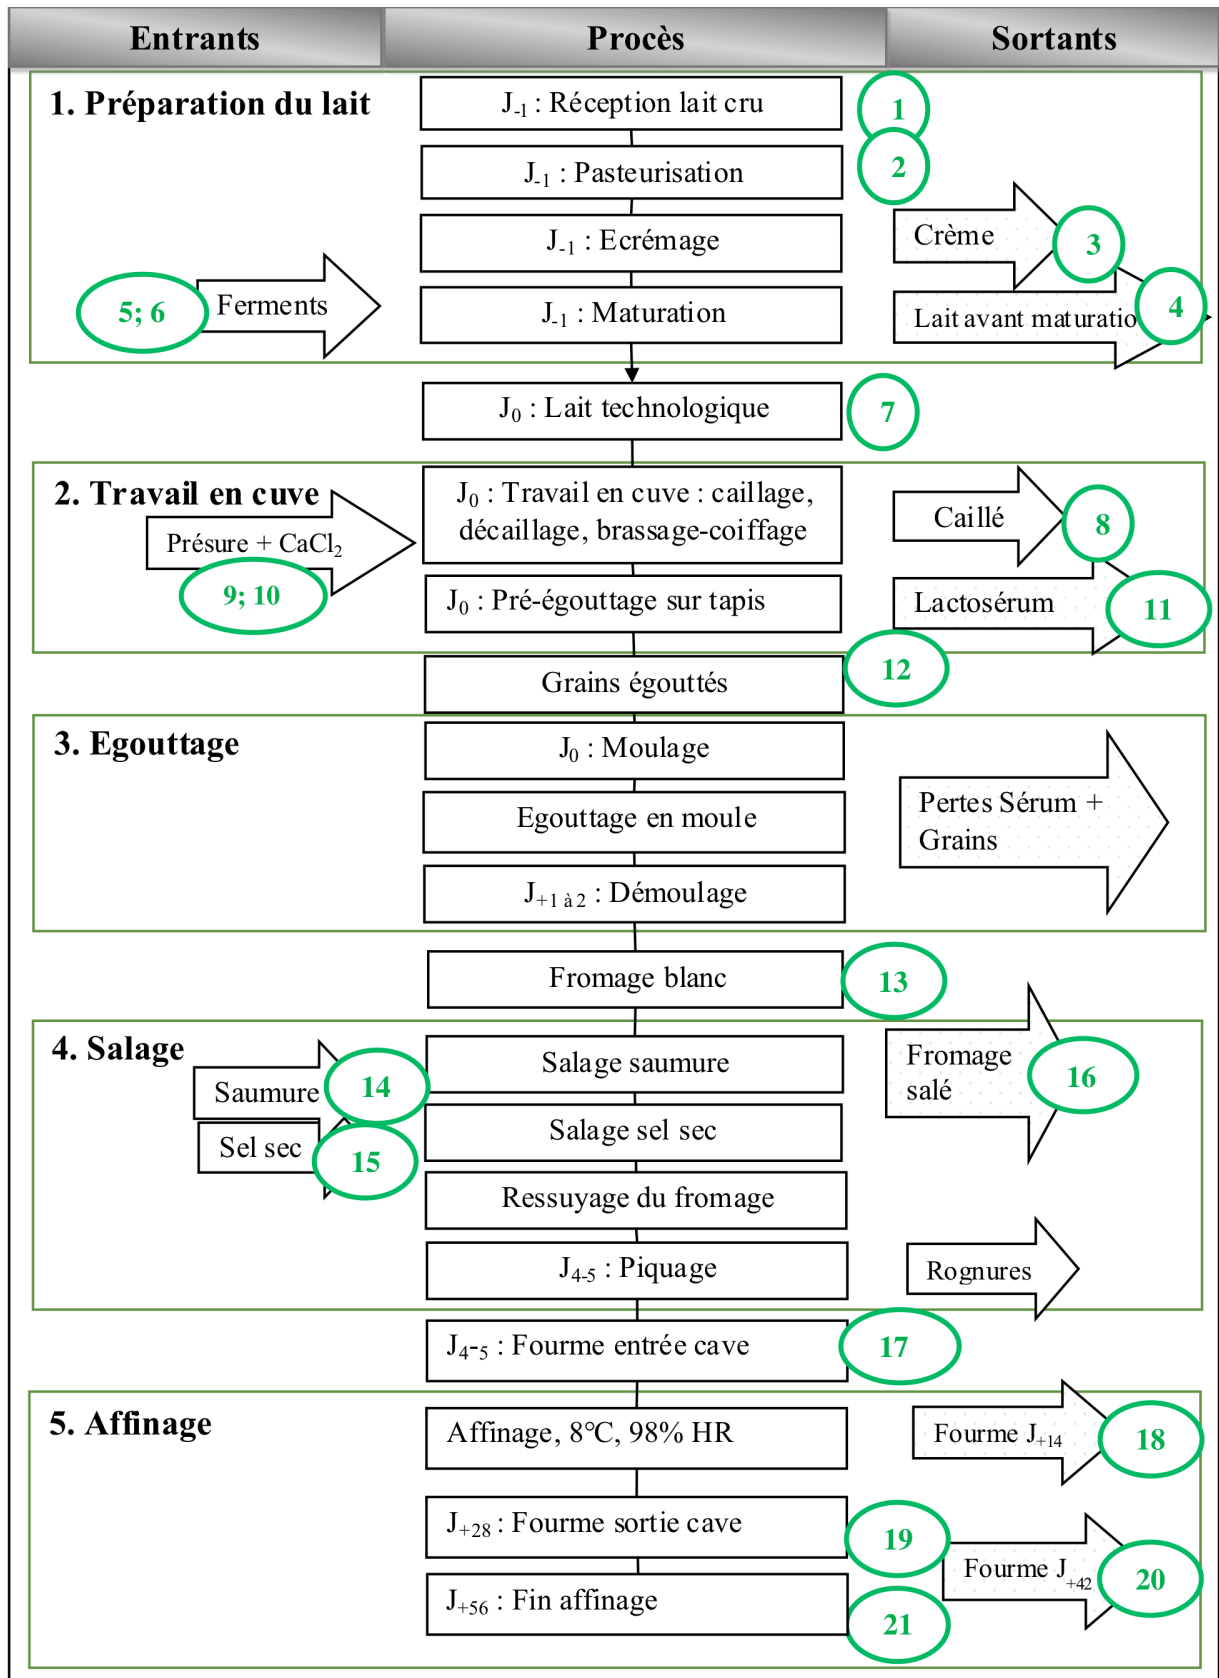 Entrants
Procès
Sortants
1. Préparation du lait
J-1 : Réception lait cru
1
J-1 : Pasteurisation
2
J-1 : Ecrémage
Crème
3
5; 6
Ferments
J-1 : Maturation
Lait avant maturatio
4
J0 : Lait technologique
7
2. Travail en cuve
Présure + CaCl2
9; 10
J0 : Travail en cuve : caillage,
décaillage, brassage-coiffage
Caillé
8
J0 : Pré-égouttage sur tapis
Lactosérum
11
Grains égouttés
12
3. Egouttage
J0 : Moulage
Egouttage en moule
Pertes Sérum +
Grains
J+1 à 2 : Démoulage
Fromage blanc
13
4. Salage
Saumure
14
Salage saumure
Fromage
salé
16
Sel sec
15
Salage sel sec
Ressuyage du fromage
J4-5 : Piquage
Rognures
J4-5 : Fourme entrée cave
17
5. Affinage
Affinage, 8°C, 98% HR
Fourme J+14
18
J+28 : Fourme sortie cave
19
Fourme J+42
20
J+56 : Fin affinage
21